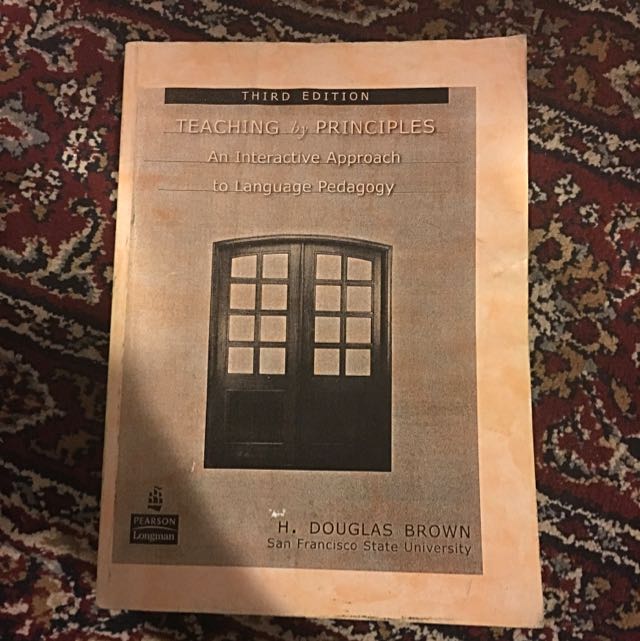 THIRD EDITION
TEACHING by PRINCIPLES
An Interactive Approach
to Language Pedagogy
PEARSON
Longman
H. DOUGLAS BROWN
San Francisco State University